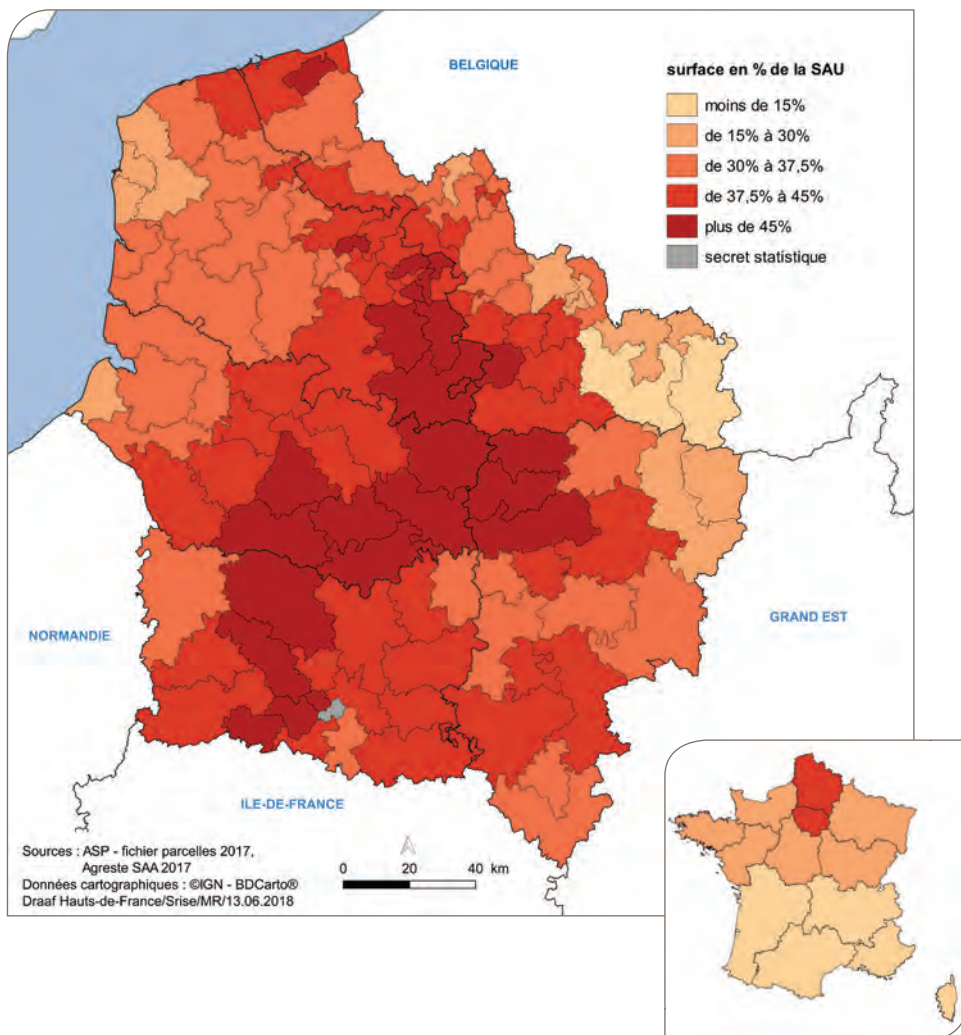 BELGIQUE
surface en % de la SAU
moins de 15%
de 15% à 30%
de 30% à 37,5%
de 37,5% à 45%
plus de 45%
secret statistique
NORMANDIE
GRAND EST
ILE-DE-FRANCE
Sources : ASP - fichier parcelles 2017,
Agreste SAA 2017
Données cartographiques : ©IGN - BDCarto®
Draaf Hauts-de-France/Srise/MR/13.06.2018
0 20 40 km